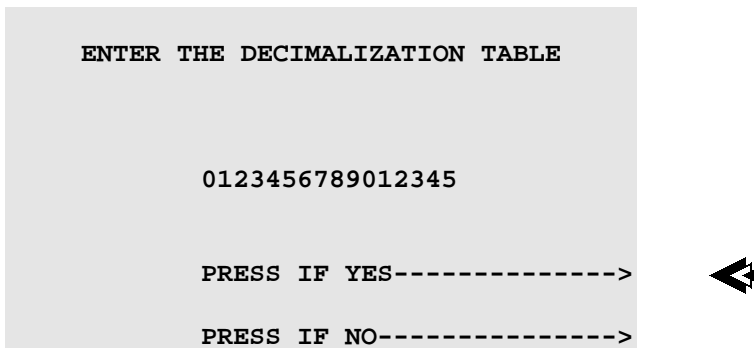 ENTER THE DECIMALIZATION TABLE
0123456789012345
PRESS IF YES-------------->
PRESS IF NO--------------->